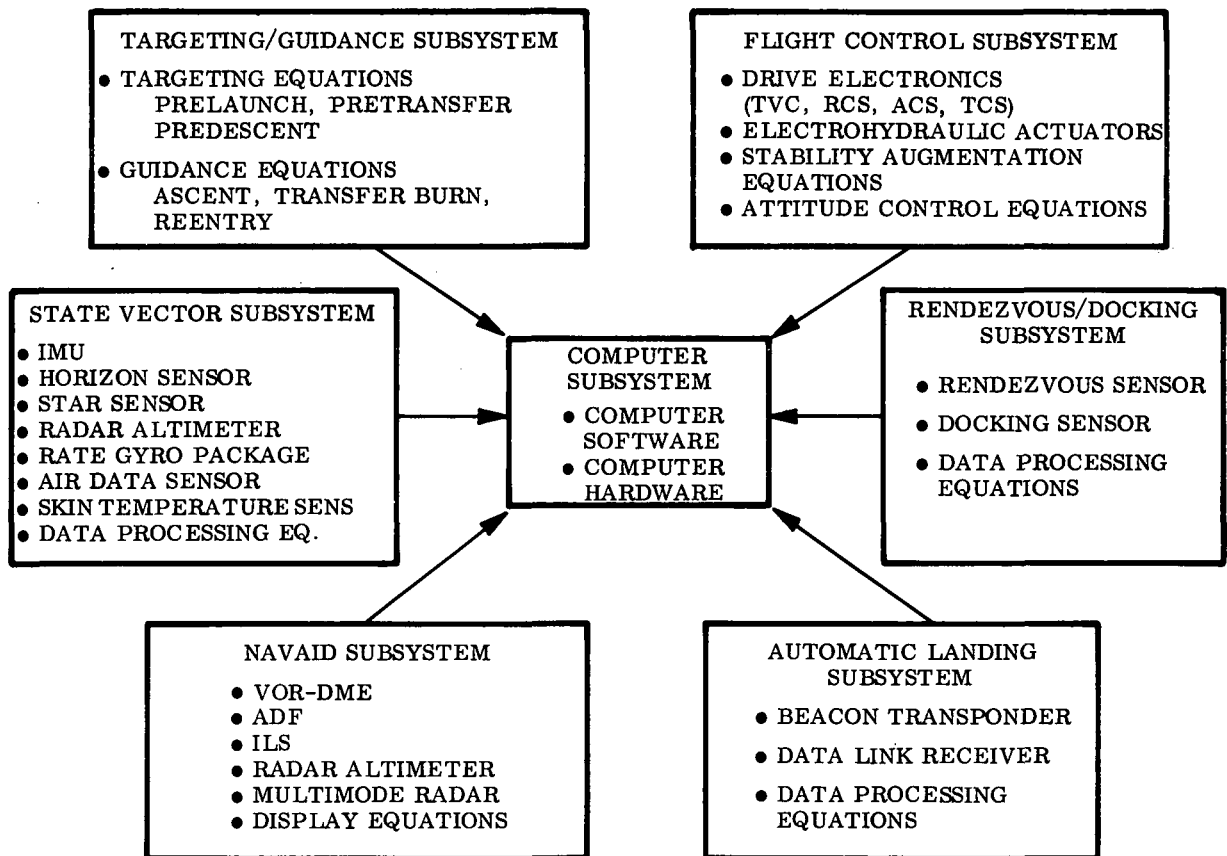 TARGETING/GUIDANCE SUBSYSTEM
● TARGETING EQUATIONS
PRELAUNCH, PRETRANSFER
PREDESCENT
● GUIDANCE EQUATIONS
ASCENT, TRANSFER BURN,
REENTRY
FLIGHT CONTROL SUBSYSTEM
● DRIVE ELECTRONICS
(TVC, RCS, ACS, TCS)
● ELECTROHYDRAULIC ACTUATORS
● STABILITY AUGMENTATION
EQUATIONS
● ATTITUDE CONTROL EQUATIONS
STATE VECTOR SUBSYSTEM
● IMU
● HORIZON SENSOR
● STAR SENSOR
● RADAR ALTIMETER
● RATE GYRO PACKAGE
● AIR DATA SENSOR
● SKIN TEMPERATURE SENS
● DATA PROCESSING EQ.
COMPUTER
SUBSYSTEM
● COMPUTER
SOFTWARE
● COMPUTER
HARDWARE
RENDEZVOUS/DOCKING
SUBSYSTEM
● RENDEZVOUS SENSOR
● DOCKING SENSOR
● DATA PROCESSING
EQUATIONS
NAVAID SUBSYSTEM
● VOR-DME
● ADF
● ILS
● RADAR ALTIMETER
● MULTIMODE RADAR
● DISPLAY EQUATIONS
AUTOMATIC LANDING
SUBSYSTEM
● BEACON TRANSPONDER
● DATA LINK RECEIVER
● DATA PROCESSING
EQUATIONS